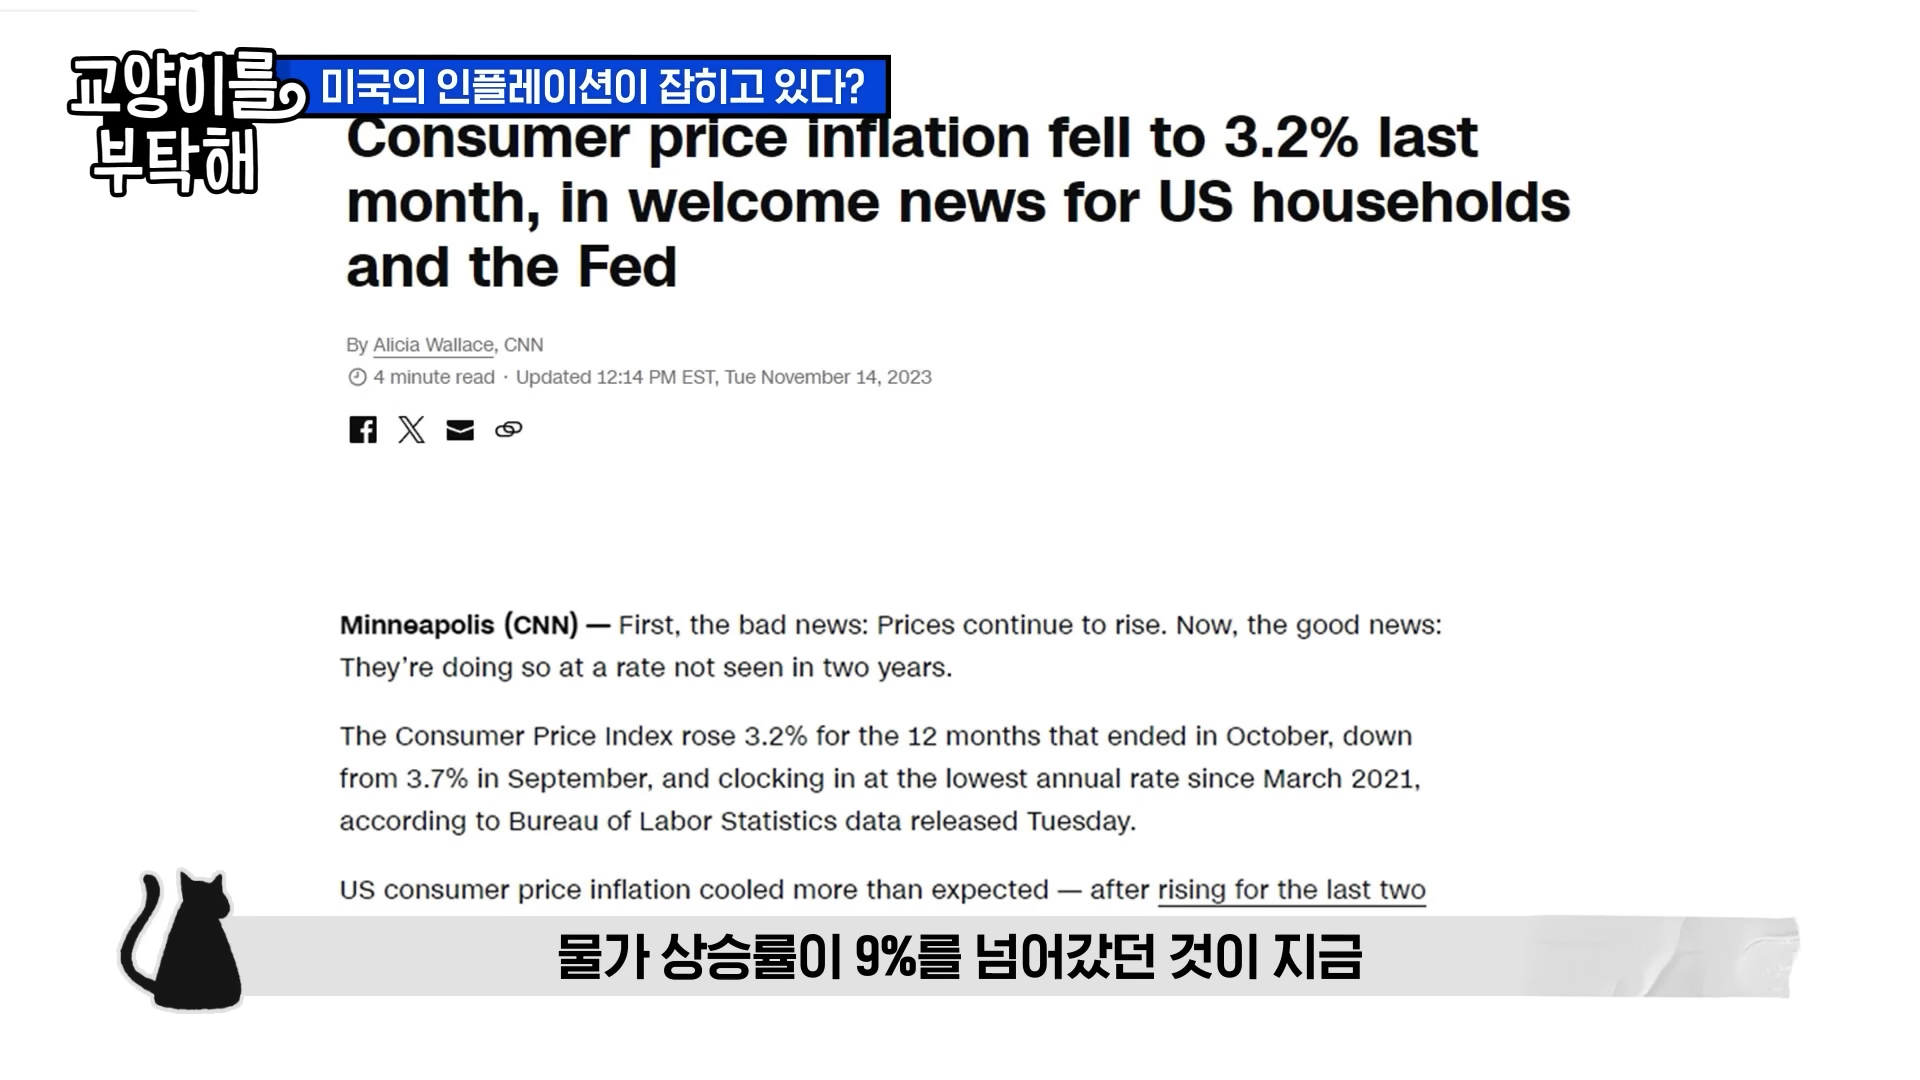 교양이를
부탁해
미국의 인플레이션이 잡히고 있다?
Consumer price inflation fell to 3.2% last
month, in welcome news for US households
and the Fed
By Alicia Wallace, CNN
4 minute read · Updated 12:14 PM EST, Tue November 14, 2023
Minneapolis (CNN) — First, the bad news: Prices continue to rise. Now, the good news:
They’re doing so at a rate not seen in two years.
The Consumer Price Index rose 3.2% for the 12 months that ended in October, down
from 3.7% in September, and clocking in at the lowest annual rate since March 2021,
according to Bureau of Labor Statistics data released Tuesday.
US consumer price inflation cooled more than expected — after rising for the last two
물가 상승률이 9%를 넘어갔던 것이 지금